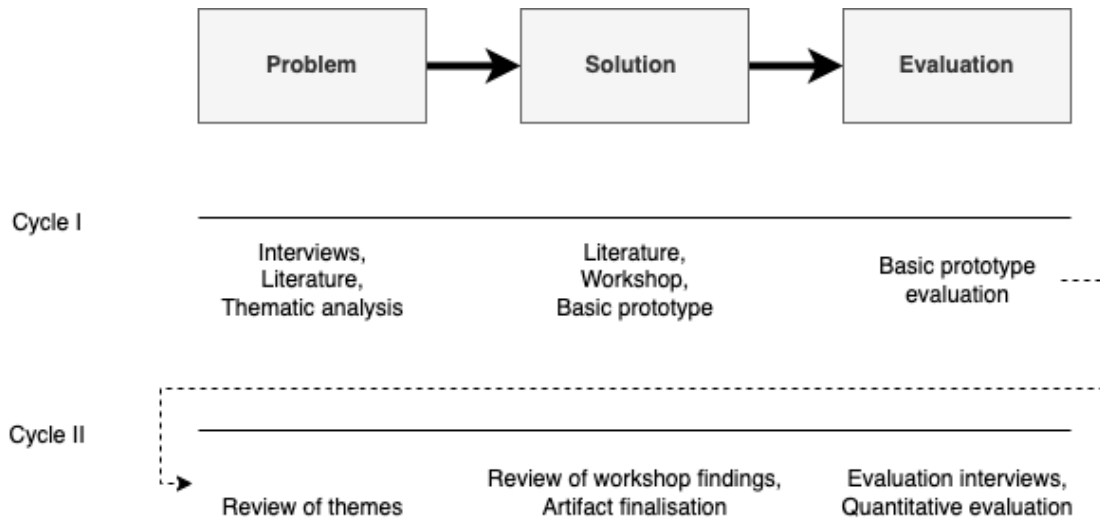 Problem
Solution
Evaluation
Cycle I
Interviews,
Literature,
Thematic analysis
Literature,
Workshop,
Basic prototype
Basic prototype
evaluation
Cycle II
Review of themes
Review of workshop findings,
Artifact finalisation
Evaluation interviews,
Quantitative evaluation